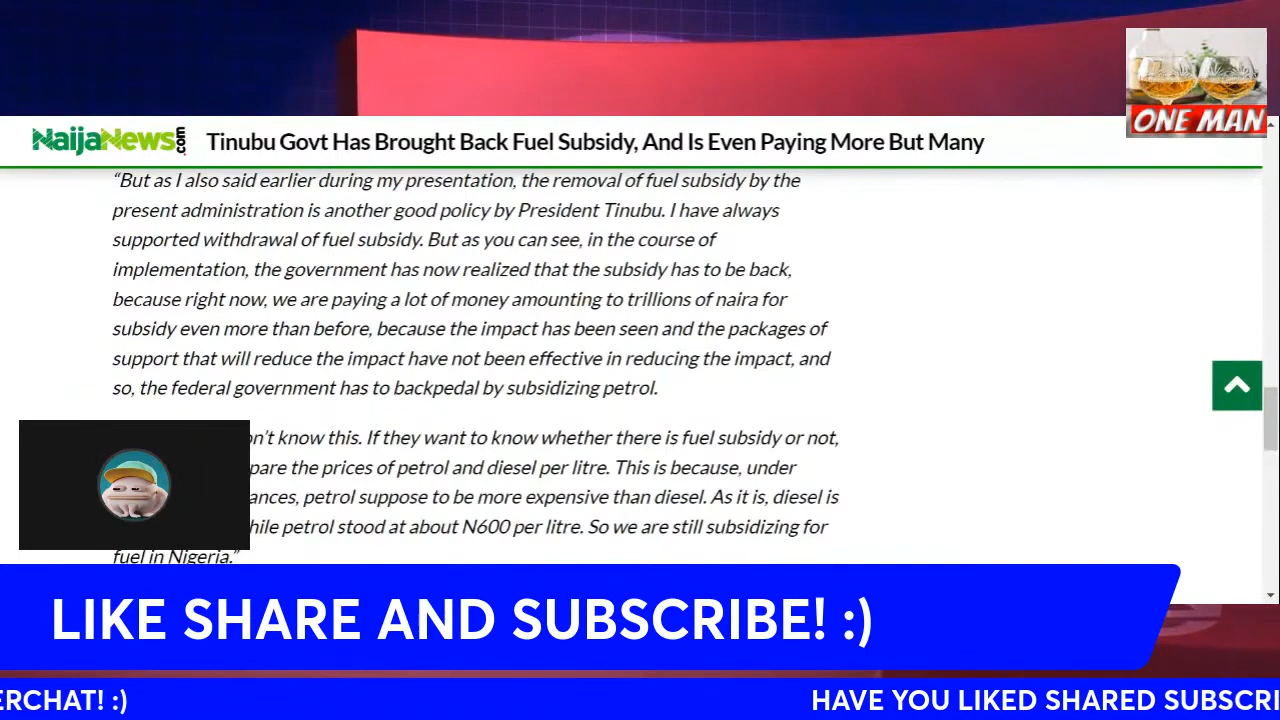 ONE MAN
NaijaNews.com
Tinubu Govt Has Brought Back Fuel Subsidy, And Is Even Paying More But Many
“But as I also said earlier during my presentation, the removal of fuel subsidy by the
present administration is another good policy by President Tinubu. I have always
supported withdrawal of fuel subsidy. But as you can see, in the course of
implementation, the government has now realized that the subsidy has to be back,
because right now, we are paying a lot of money amounting to trillions of naira for
subsidy even more than before, because the impact has been seen and the packages of
support that will reduce the impact have not been effective in reducing the impact, and
so, the federal government has to backpedal by subsidizing petrol.
n’t know this. If they want to know whether there is fuel subsidy or not,
pare the prices of petrol and diesel per litre. This is because, under
ances, petrol suppose to be more expensive than diesel. As it is, diesel is
hile petrol stood at about N600 per litre. So we are still subsidizing for
fuel in Nigeria.”
LIKE SHARE AND SUBSCRIBE! :)
ERCHAT! :)
HAVE YOU LIKED SHARED SUBSCRI